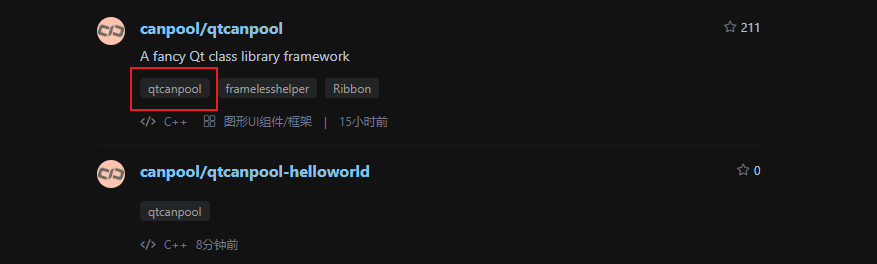 canpool/qtcanpool 211
A fancy Qt class library framework
qtcanpool framelesshelper Ribbon
</> C++ 图形UI组件/框架 | 15小时前
canpool/qtcanpool-helloworld 0
qtcanpool
</> C++ 8分钟前